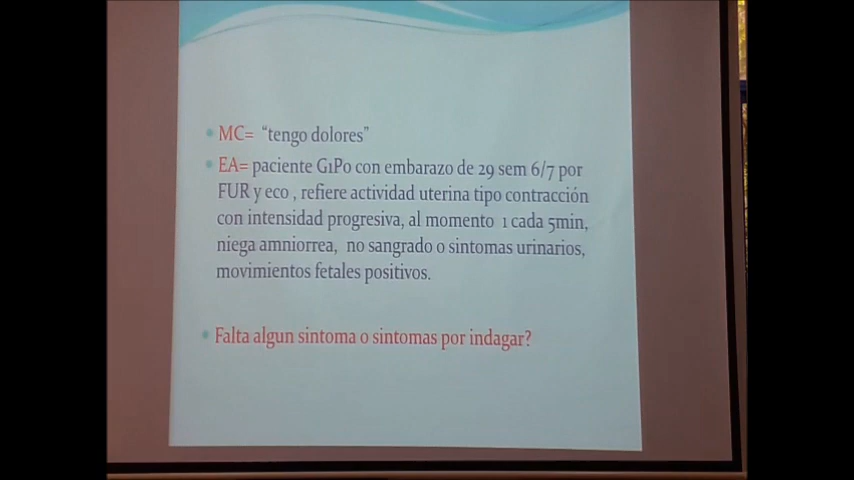 MC= "tengo dolores"
EA= paciente G1P0 con embarazo de 29 sem 6/7 por
FUR y eco , refiere actividad uterina tipo contracción
con intensidad progresiva, al momento 1 cada 5min,
niega amniorrea, no sangrado o sintomas urinarios,
movimientos fetales positivos.
Falta algun sintoma o sintomas por indagar?